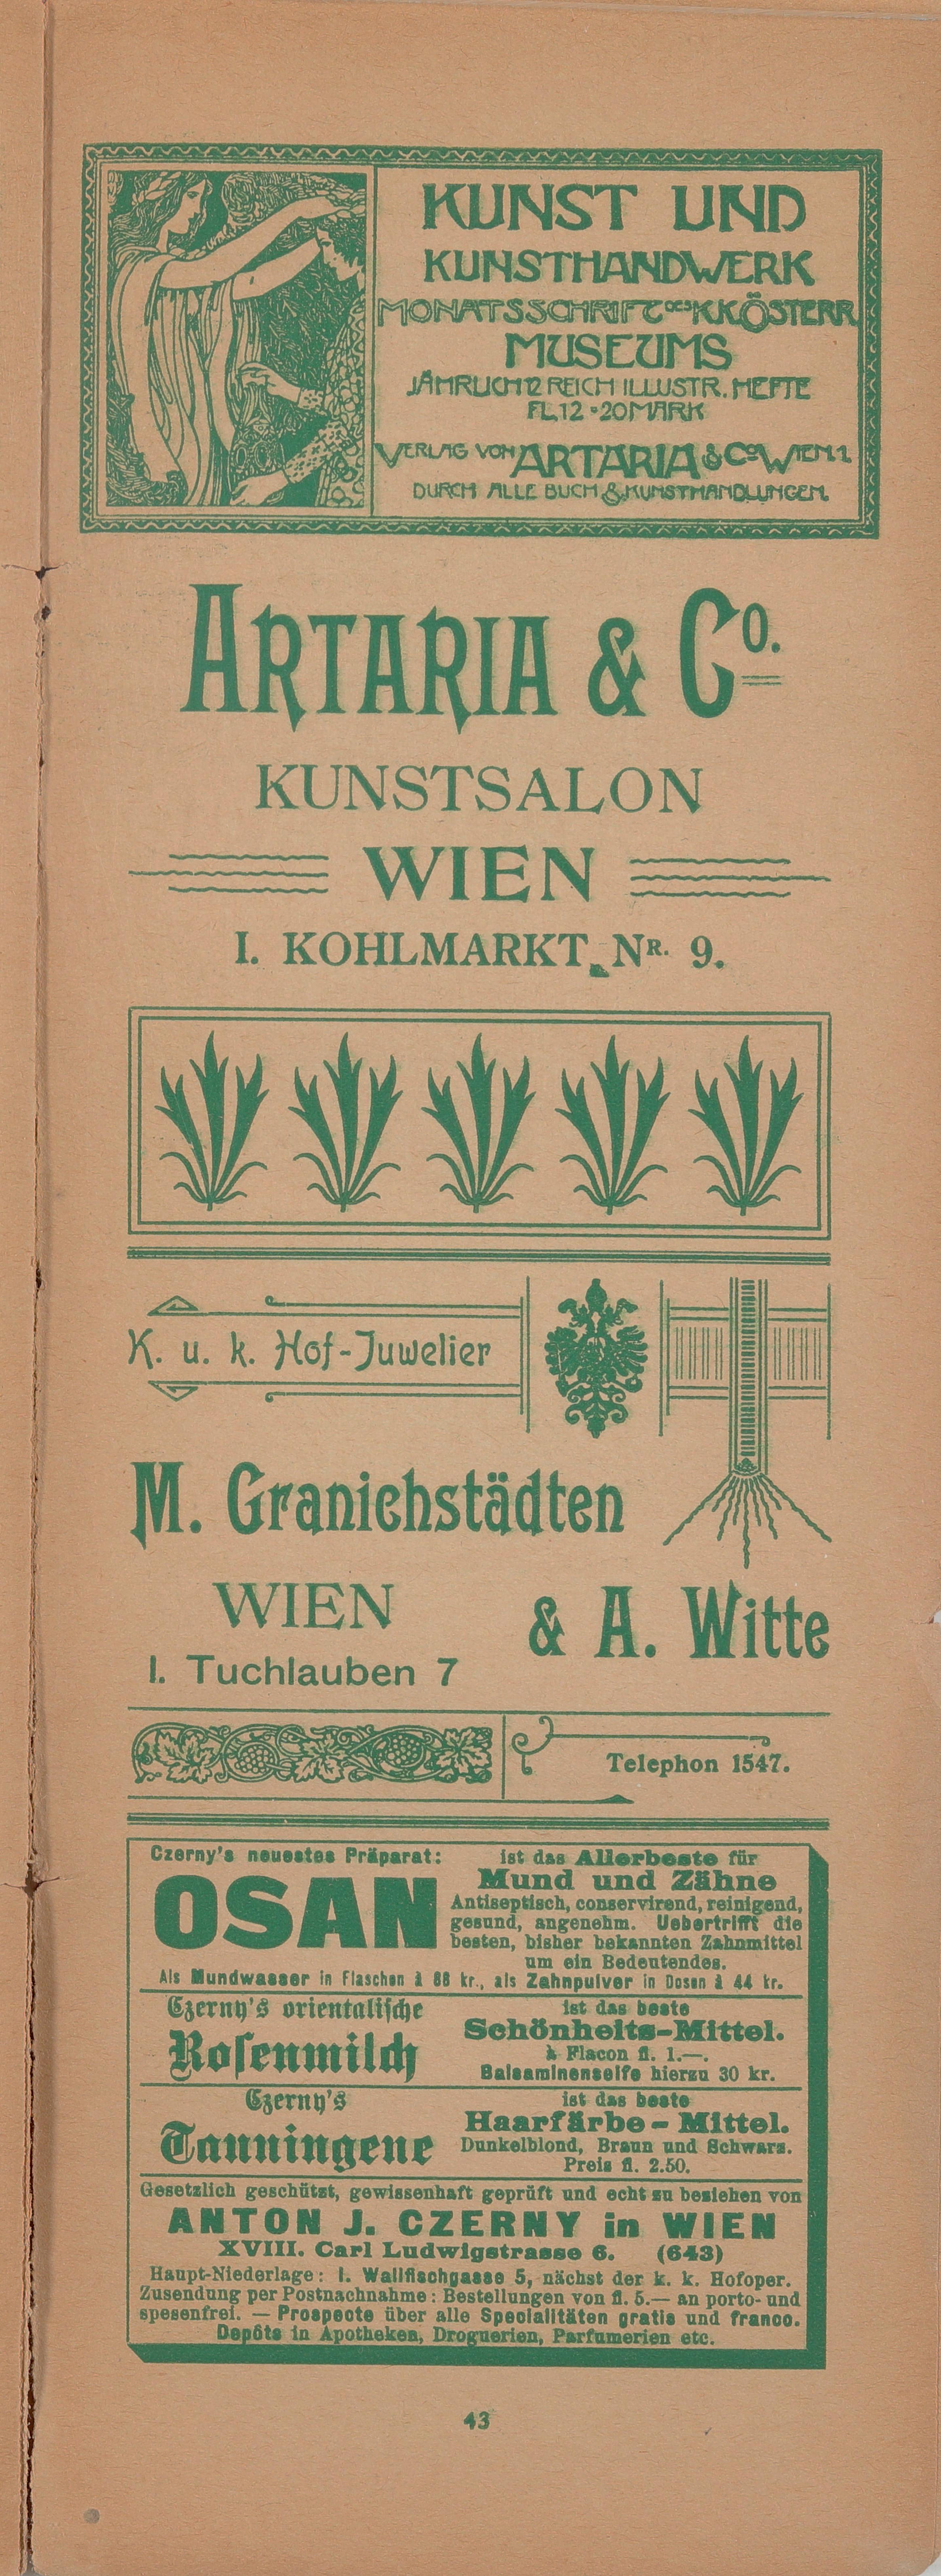 KUNST UND
KUNSTHANDWERK
MONATSSCHRIFT DES K K ÖSTERR
MUSEUMS
JÄHRLICH 12 REICH ILLUSTR. HEFTE
FL. 12 · 20 MARK
VERLAG VON ARTARIA & Co WIEN 1
DURCH ALLE BUCH & KUNSTHANDLUNGEN.
ARTARIA & Co.
KUNSTSALON
WIEN
I. KOHLMARKT, NR. 9.
K. u. k. Hof-Juwelier
M. Granichstädten
WIEN
& A. Witte
I. Tuchlauben 7
Telephon 1547.
Czerny's neuestes Präparat:
OSAN
ist das Allerbeste für
Mund und Zähne
Antiseptisch, conservirend, reinigend,
gesund, angenehm. Uebertrifft die
besten, bisher bekannten Zahnmittel
um ein Bedeutendes.
Als Mundwasser in Flaschen à 88 kr., als Zahnpulver in Dosen à 44 kr.
Czerny's orientalische
Rosenmilch
ist das beste
Schönheits-Mittel.
à Flacon fl. 1.—.
Balsaminenseife hierzu 30 kr.
Czerny's
Tanningene
ist das beste
Haarfärbe-Mittel.
Dunkelblond, Braun und Schwarz.
Preis fl. 2.50.
Gesetzlich geschützt, gewissenhaft geprüft und echt zu beziehen von
ANTON J. CZERNY in WIEN
XVIII. Carl Ludwigstrasse 6. (643)
Haupt-Niederlage: I. Wallfischgasse 5, nächst der k. k. Hofoper.
Zusendung per Postnachnahme: Bestellungen von fl. 5.— an porto- und
spesenfrei. — Prospecte über alle Specialitäten gratis und franco.
Depôts in Apotheken, Droguerien, Parfumerien etc.
43